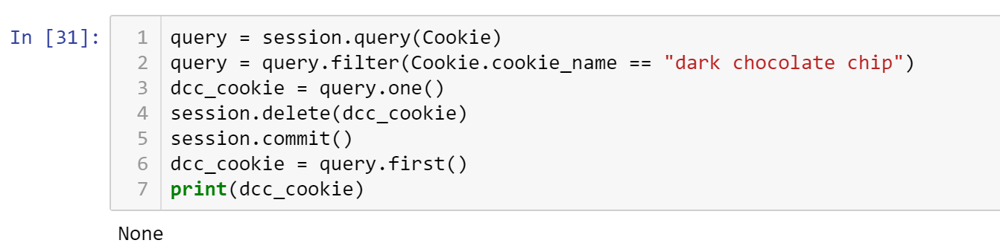 In [31]:
1 query = session.query(Cookie)
2 query = query.filter(Cookie.cookie_name == "dark chocolate chip")
3 dcc_cookie = query.one()
4 session.delete(dcc_cookie)
5 session.commit()
6 dcc_cookie = query.first()
7 print(dcc_cookie)
None